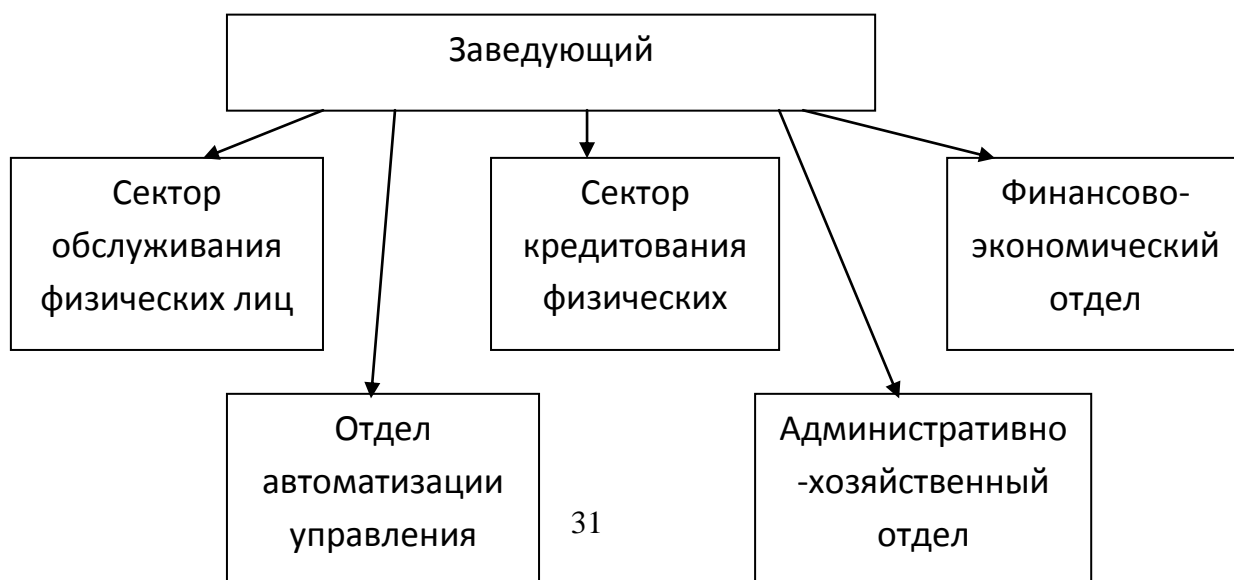 Заведующий
Сектор
обслуживания
физических лиц
Сектор
кредитования
физических
Финансово-
экономический
отдел
Отдел
автоматизации
управления
Административно
-хозяйственный
отдел
31